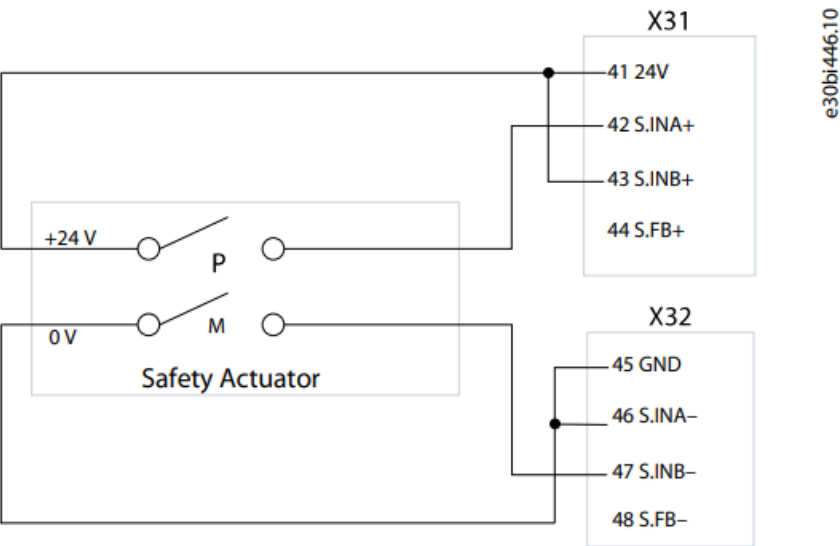 X31
41 24V
42 S.INA+
43 S.INB+
44 S.FB+
+24 V
P
M
0 V
Safety Actuator
X32
45 GND
46 S.INA–
47 S.INB–
48 S.FB–
e30bi446.10